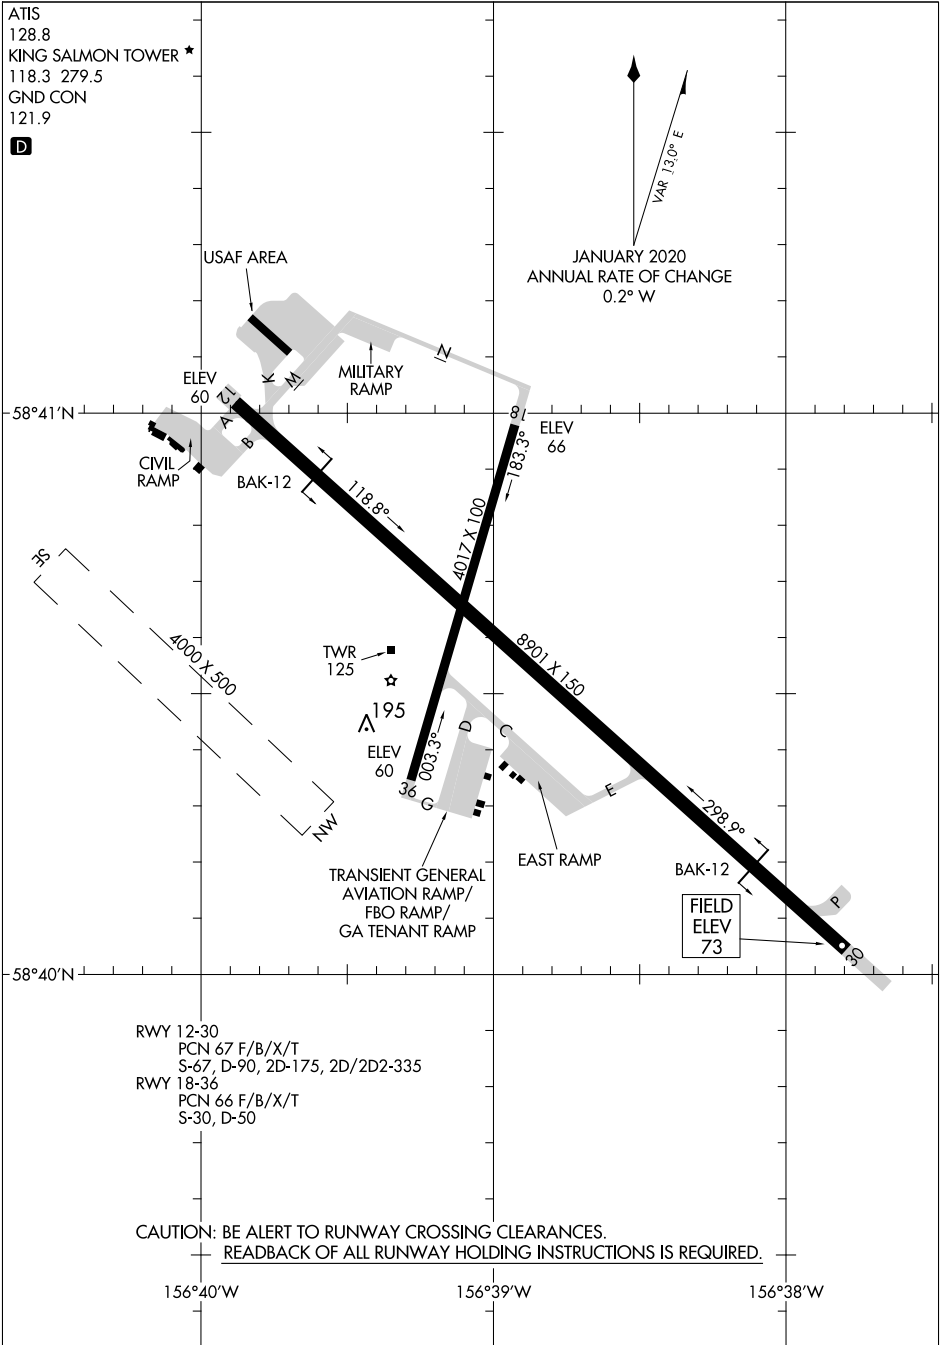 ATIS
128.8
KING SALMON TOWER ★
118.3 279.5
GND CON
121.9
D
VAR 13.0° E
JANUARY 2020
ANNUAL RATE OF CHANGE
0.2° W
USAF AREA
MILITARY
RAMP
IZ
K
M
ELEV
60
12
A
B
58°41'N
CIVIL
RAMP
BAK-12
118.8°
18
ELEV
66
183.3°
4017 X 100
SE
4000 X 500
NW
8901 X 150
TWR
125
195
ELEV
60
003.3°
36
D
C
G
E
TRANSIENT GENERAL
AVIATION RAMP/
FBO RAMP/
GA TENANT RAMP
EAST RAMP
298.9°
BAK-12
P
FIELD
ELEV
73
30
58°40'N
RWY 12-30
PCN 67 F/B/X/T
S-67, D-90, 2D-175, 2D/2D2-335
RWY 18-36
PCN 66 F/B/X/T
S-30, D-50
CAUTION: BE ALERT TO RUNWAY CROSSING CLEARANCES.
READBACK OF ALL RUNWAY HOLDING INSTRUCTIONS IS REQUIRED.
156°40'W
156°39'W
156°38'W